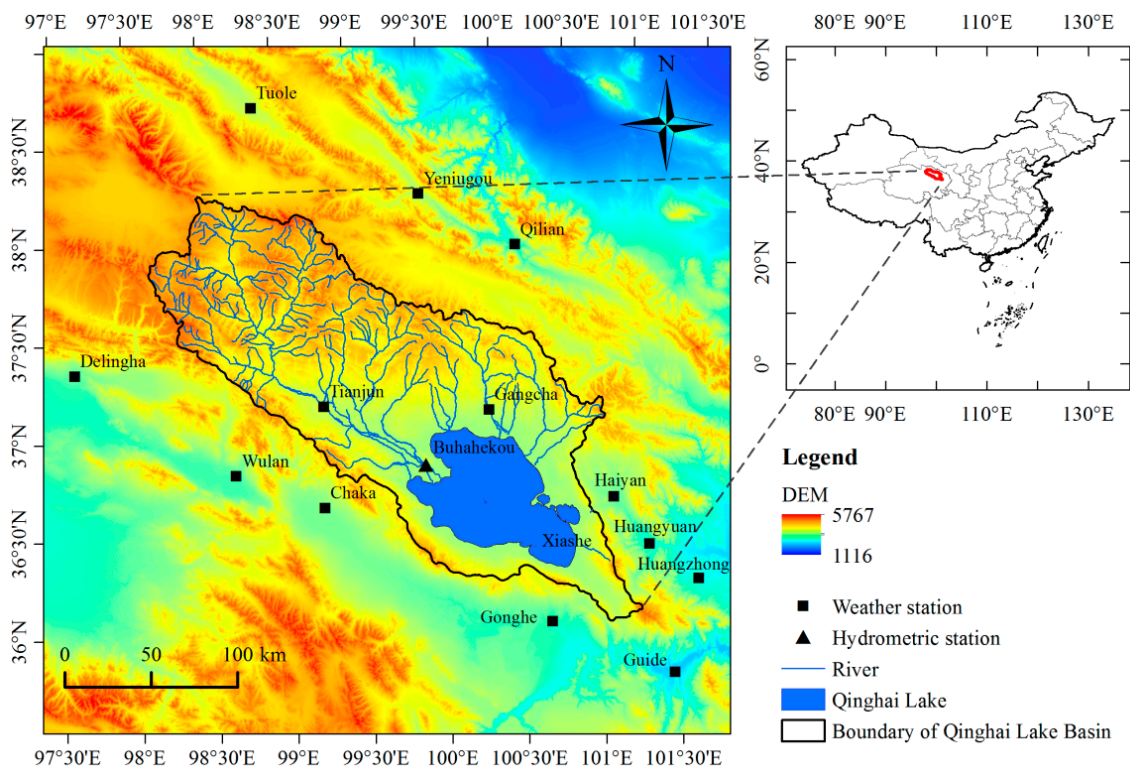 97°E 98°E 98°30'E 99°E 99°30'E 100°E 100°30'E 101°E 101°30'E
80°E 90°E 110°E 130°E
N
60°N
40°N
20°N
0°
38°30'N
38°N
37°30'N
37°N
36°30'N
36°N
Tuole
Yeniugou
Qilian
Delingha
Tianjun
Gangcha
Buhahekou
Wulan
Chaka
Haiyan
Huangyuan
Xiashe
Huangzhong
Gonghe
Guide
0 50 100 km
97°30'E 98°E 98°30'E 99°E 99°30'E 100°E 100°30'E 101°E 101°30'E
80°E 90°E 110°E 130°E
Legend
DEM
5767
1116
Weather station
Hydrometric station
River
Qinghai Lake
Boundary of Qinghai Lake Basin